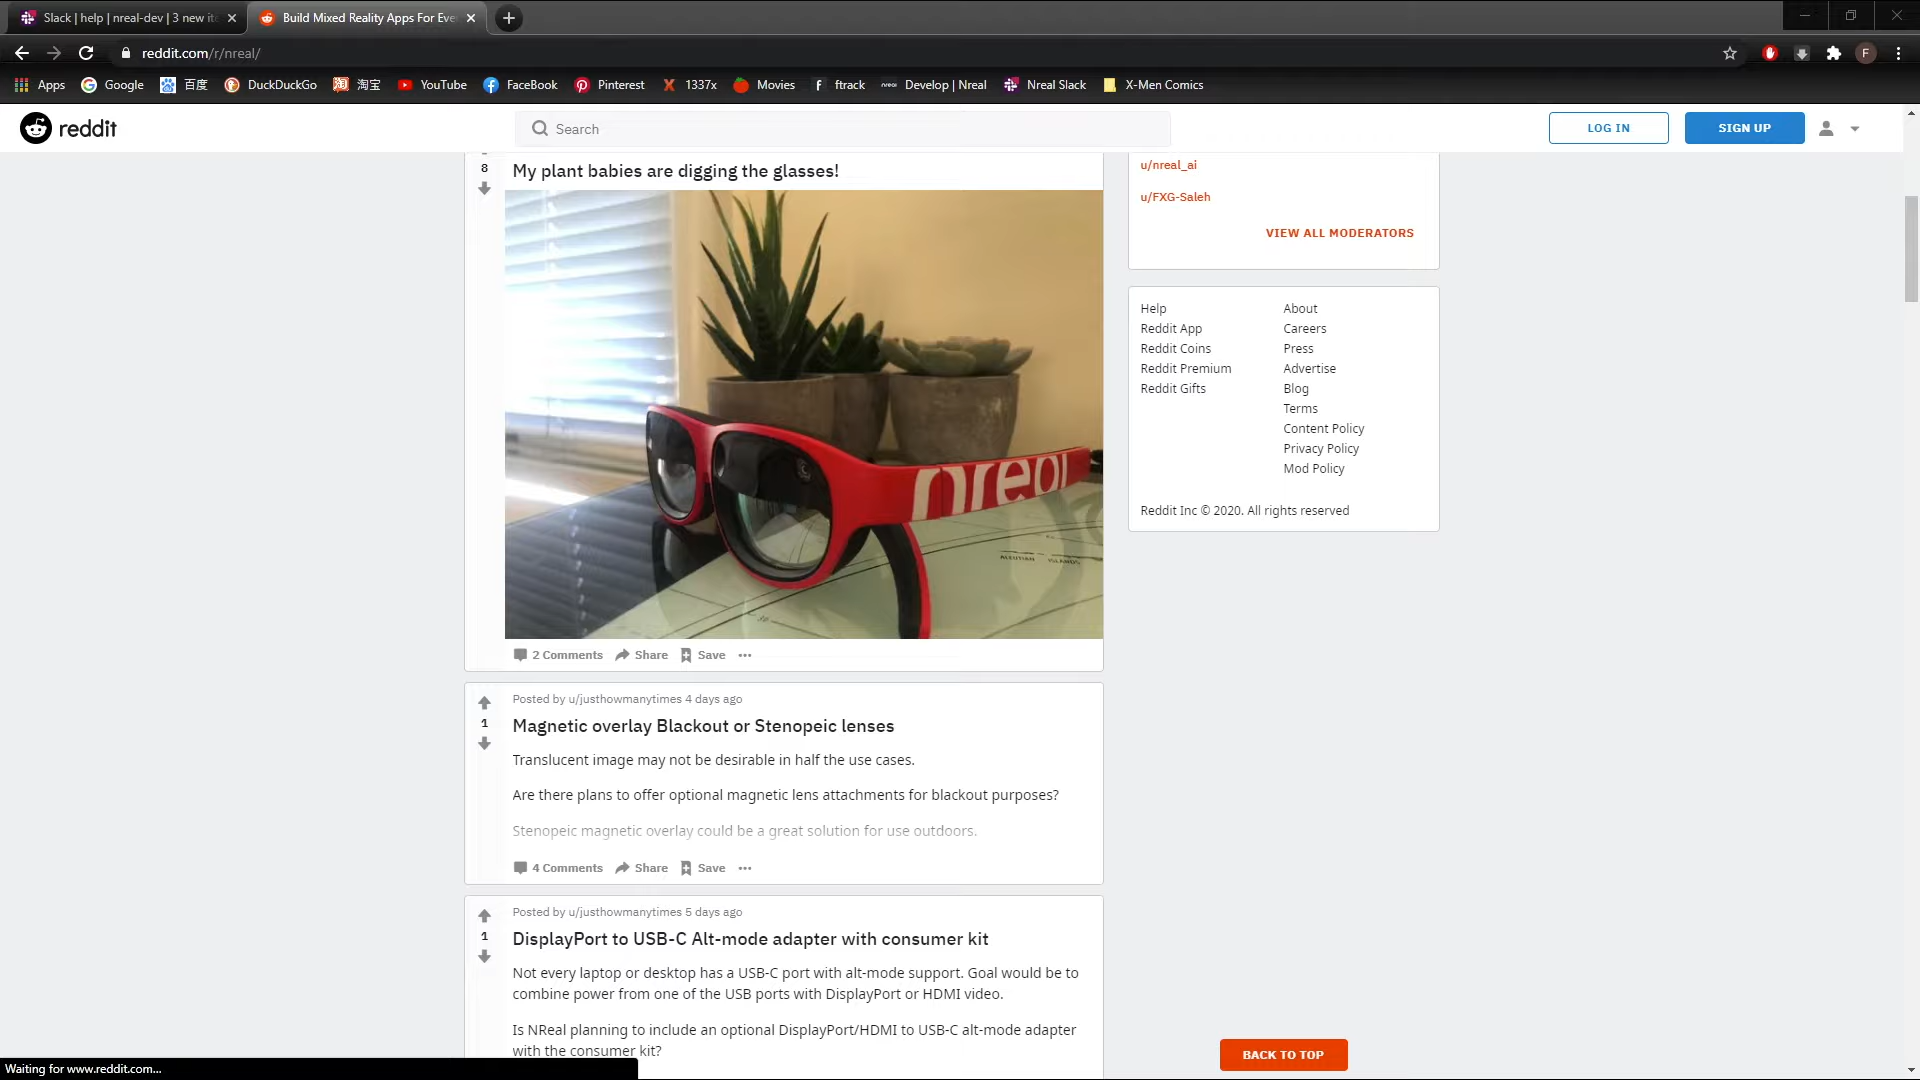 Slack | help | nreal-dev | 3 new ite
Build Mixed Reality Apps For Eve
reddit.com/r/nreal/
F
Apps
Google
百度
DuckDuckGo
淘 淘宝
YouTube
FaceBook
Pinterest
X 1337x
Movies
f ftrack
nreal Develop | Nreal
Nreal Slack
X-Men Comics
reddit
Search
LOG IN
SIGN UP
8
My plant babies are digging the glasses!
nreal
ALEUTIAN ISLANDS
2 Comments
Share
Save
Posted by u/justhowmanytimes 4 days ago
1
Magnetic overlay Blackout or Stenopeic lenses
Translucent image may not be desirable in half the use cases.
Are there plans to offer optional magnetic lens attachments for blackout purposes?
Stenopeic magnetic overlay could be a great solution for use outdoors.
4 Comments
Share
Save
Posted by u/justhowmanytimes 5 days ago
1
DisplayPort to USB-C Alt-mode adapter with consumer kit
Not every laptop or desktop has a USB-C port with alt-mode support. Goal would be to
combine power from one of the USB ports with DisplayPort or HDMI video.
Is NReal planning to include an optional DisplayPort/HDMI to USB-C alt-mode adapter
with the consumer kit?
u/nreal_ai
u/FXG-Saleh
VIEW ALL MODERATORS
Help
Reddit App
Reddit Coins
Reddit Premium
Reddit Gifts
About
Careers
Press
Advertise
Blog
Terms
Content Policy
Privacy Policy
Mod Policy
Reddit Inc © 2020. All rights reserved
BACK TO TOP
Waiting for www.reddit.com...